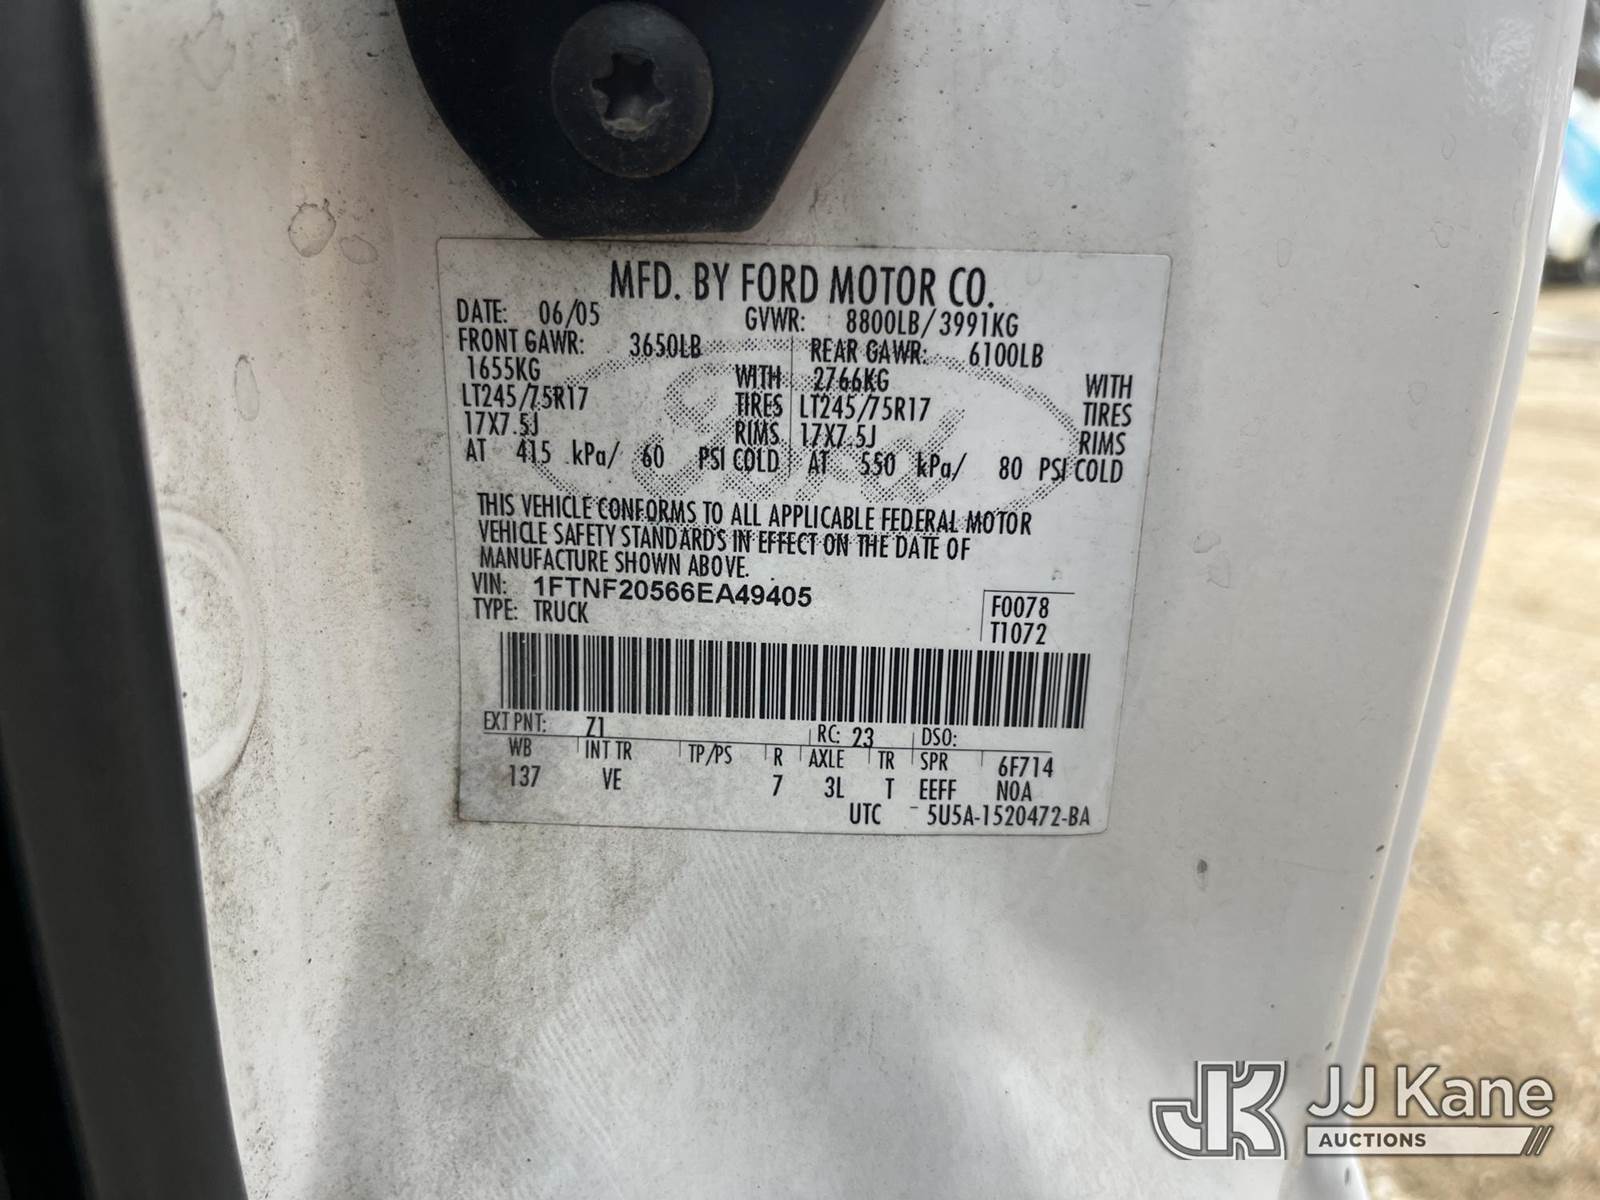 MFD. BY FORD MOTOR CO.
DATE: 06/05 GVWR: 8800LB/3991KG
FRONT GAWR: 3650LB REAR GAWR: 6100LB
1655KG WITH 2766KG WITH
LT245/75R17 TIRES LT245/75R17 TIRES
17X7.5J RIMS 17X7.5J RIMS
AT 415 kPa/ 60 PSI COLD AT 550 kPa/ 80 PSI COLD
THIS VEHICLE CONFORMS TO ALL APPLICABLE FEDERAL MOTOR
VEHICLE SAFETY STANDARDS IN EFFECT ON THE DATE OF
MANUFACTURE SHOWN ABOVE.
VIN: 1FTNF20566EA49405
TYPE: TRUCK
F0078
T1072
EXT PNT: Z1 RC: 23 DSO:
WB INT TR TP/PS R AXLE TR SPR 6F714
137 VE 7 3L T EEFF NOA
UTC 5U5A-1520472-BA
JJ Kane
AUCTIONS